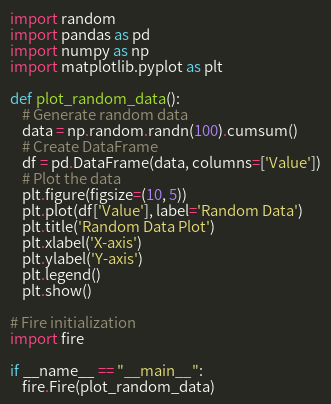 import random
import pandas as pd
import numpy as np
import matplotlib.pyplot as plt

def plot_random_data():
    # Generate random data
    data = np.random.randn(100).cumsum()
    # Create DataFrame
    df = pd.DataFrame(data, columns=['Value'])
    # Plot the data
    plt.figure(figsize=(10, 5))
    plt.plot(df['Value'], label='Random Data')
    plt.title('Random Data Plot')
    plt.xlabel('X-axis')
    plt.ylabel('Y-axis')
    plt.legend()
    plt.show()

# Fire initialization
import fire

if __name__ == "__main__":
    fire.Fire(plot_random_data)